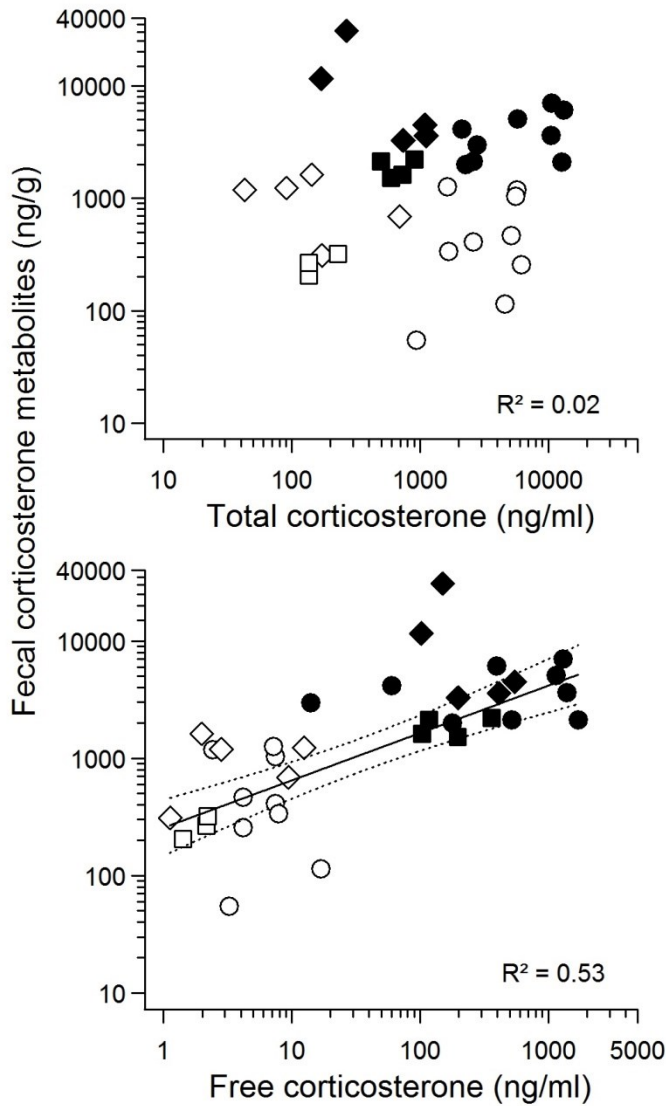 Fecal corticosterone metabolites (ng/g)
40000
10000
1000
100
10
R² = 0.02
10 100 1000 10000
Total corticosterone (ng/ml)
40000
10000
1000
100
10
R² = 0.53
1 10 100 1000 5000
Free corticosterone (ng/ml)